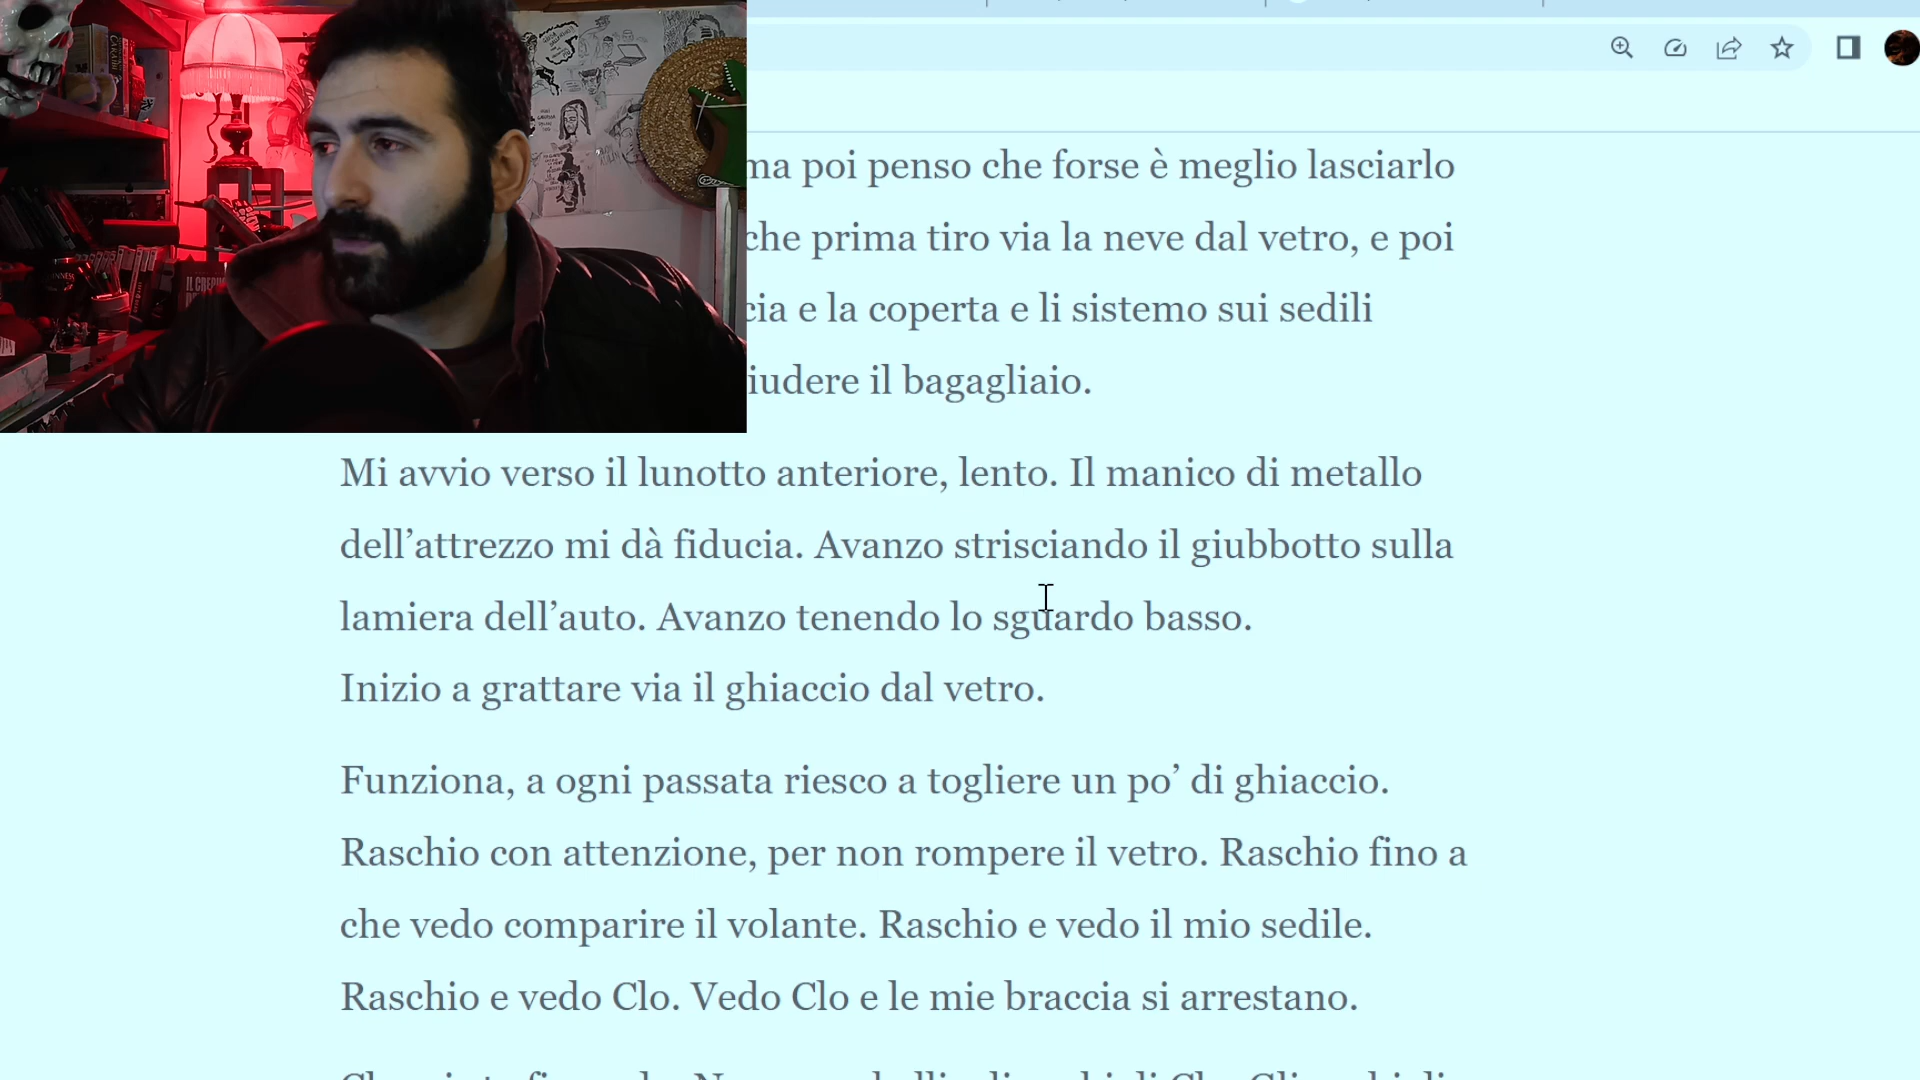 ma poi penso che forse è meglio lasciarlo
che prima tiro via la neve dal vetro, e poi
cia e la coperta e li sistemo sui sedili
iudere il bagagliaio.
Mi avvio verso il lunotto anteriore, lento. Il manico di metallo
dell’attrezzo mi dà fiducia. Avanzo strisciando il giubbotto sulla
lamiera dell’auto. Avanzo tenendo lo sguardo basso.
Inizio a grattare via il ghiaccio dal vetro.
Funziona, a ogni passata riesco a togliere un po’ di ghiaccio.
Raschio con attenzione, per non rompere il vetro. Raschio fino a
che vedo comparire il volante. Raschio e vedo il mio sedile.
Raschio e vedo Clo. Vedo Clo e le mie braccia si arrestano.